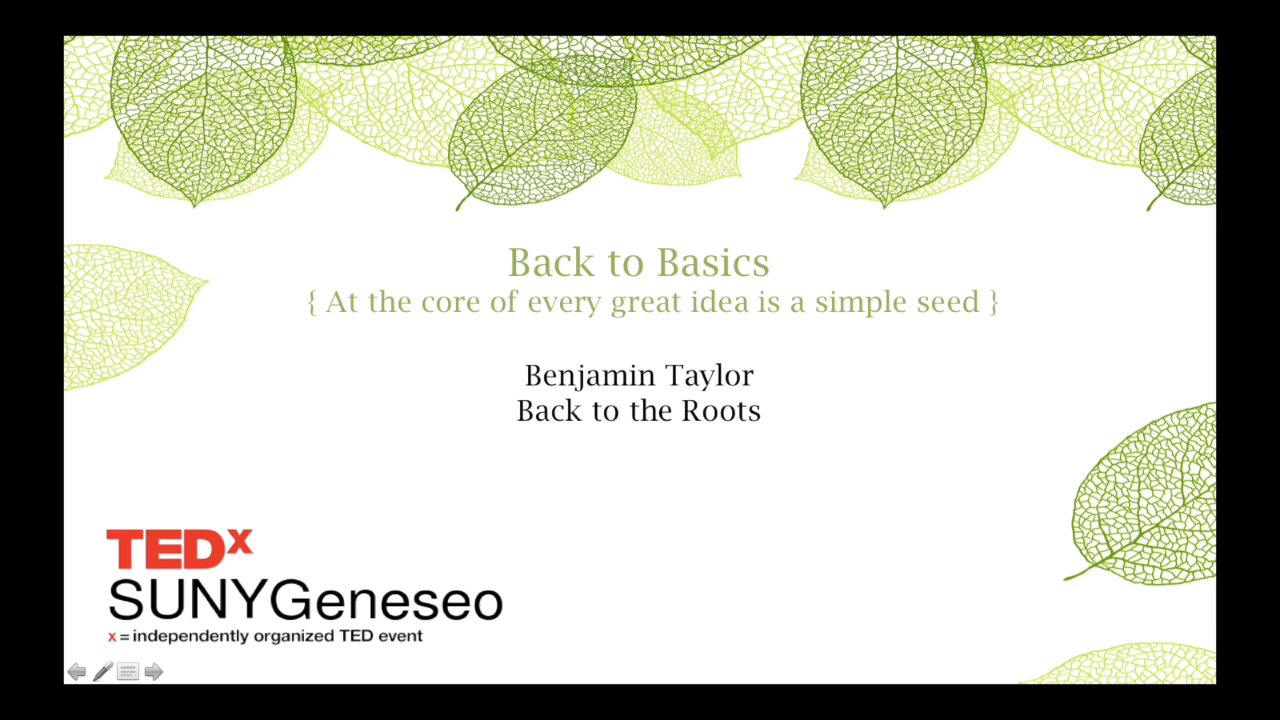 Back to Basics
{ At the core of every great idea is a simple seed }
Benjamin Taylor
Back to the Roots
TEDx
SUNYGeneseo
x = independently organized TED event